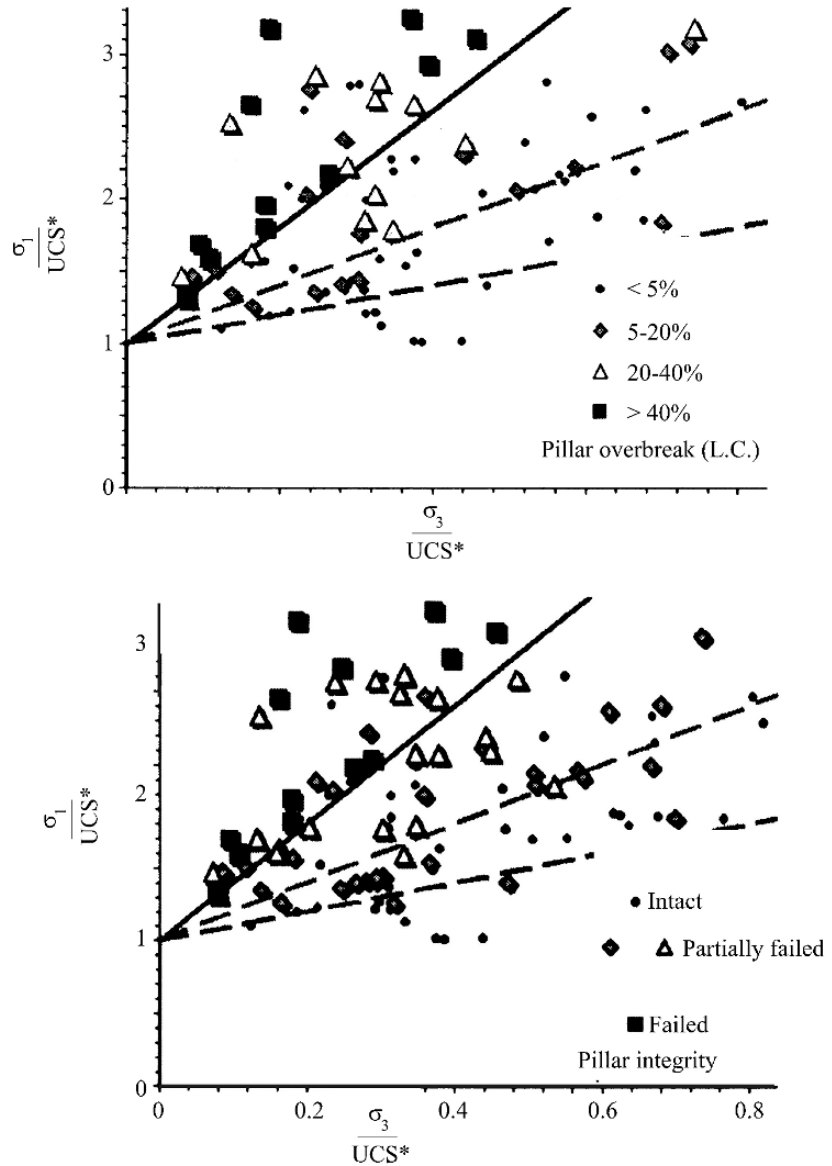 3
2
σ1
UCS*
1
0
< 5%
5-20%
20-40%
> 40%
Pillar overbreak (L.C.)
σ3
UCS*
3
2
σ1
UCS*
1
0
Intact
Partially failed
Failed
Pillar integrity
0 0.2 0.4 0.6 0.8
σ3
UCS*